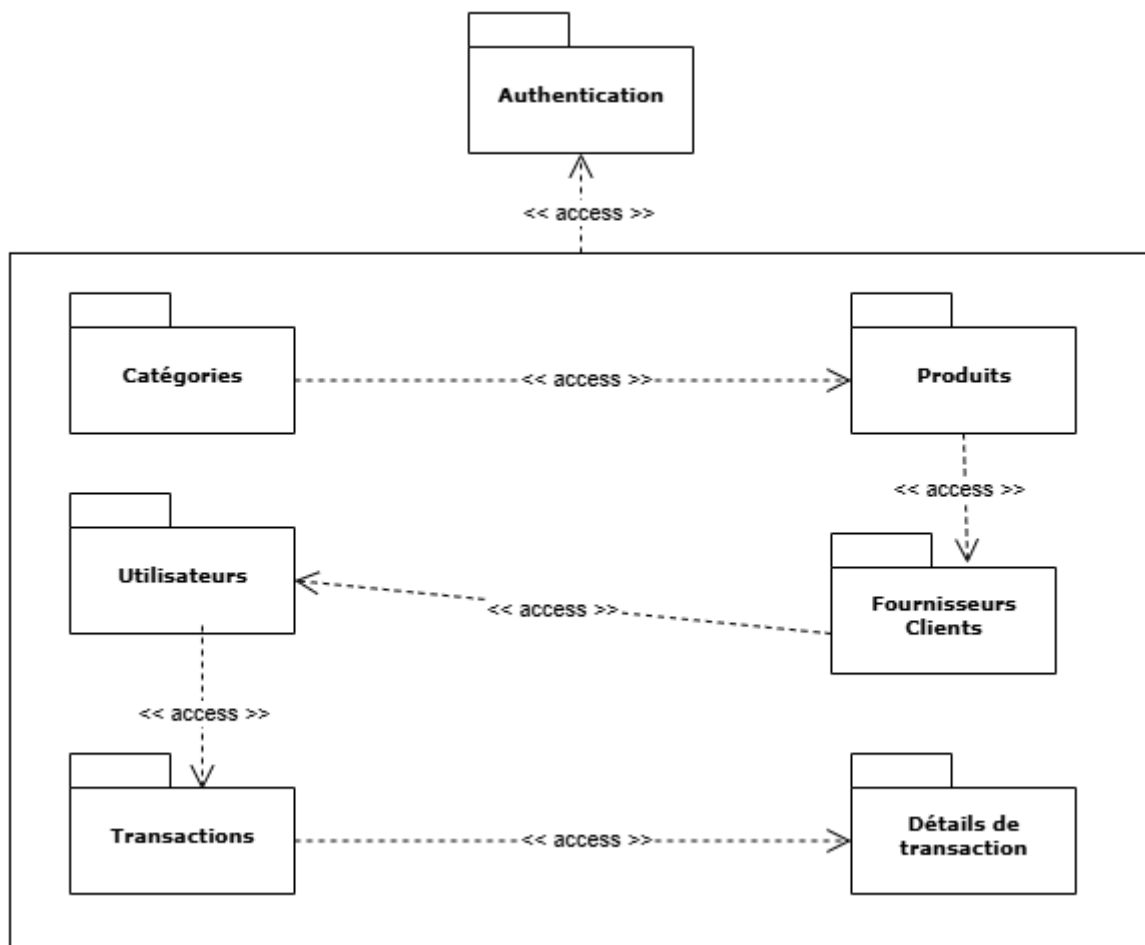 Authentication
<< access >>
Catégories
<< access >>
Produits
<< access >>
Utilisateurs
<< access >>
Fournisseurs
Clients
<< access >>
Transactions
<< access >>
Détails de
transaction